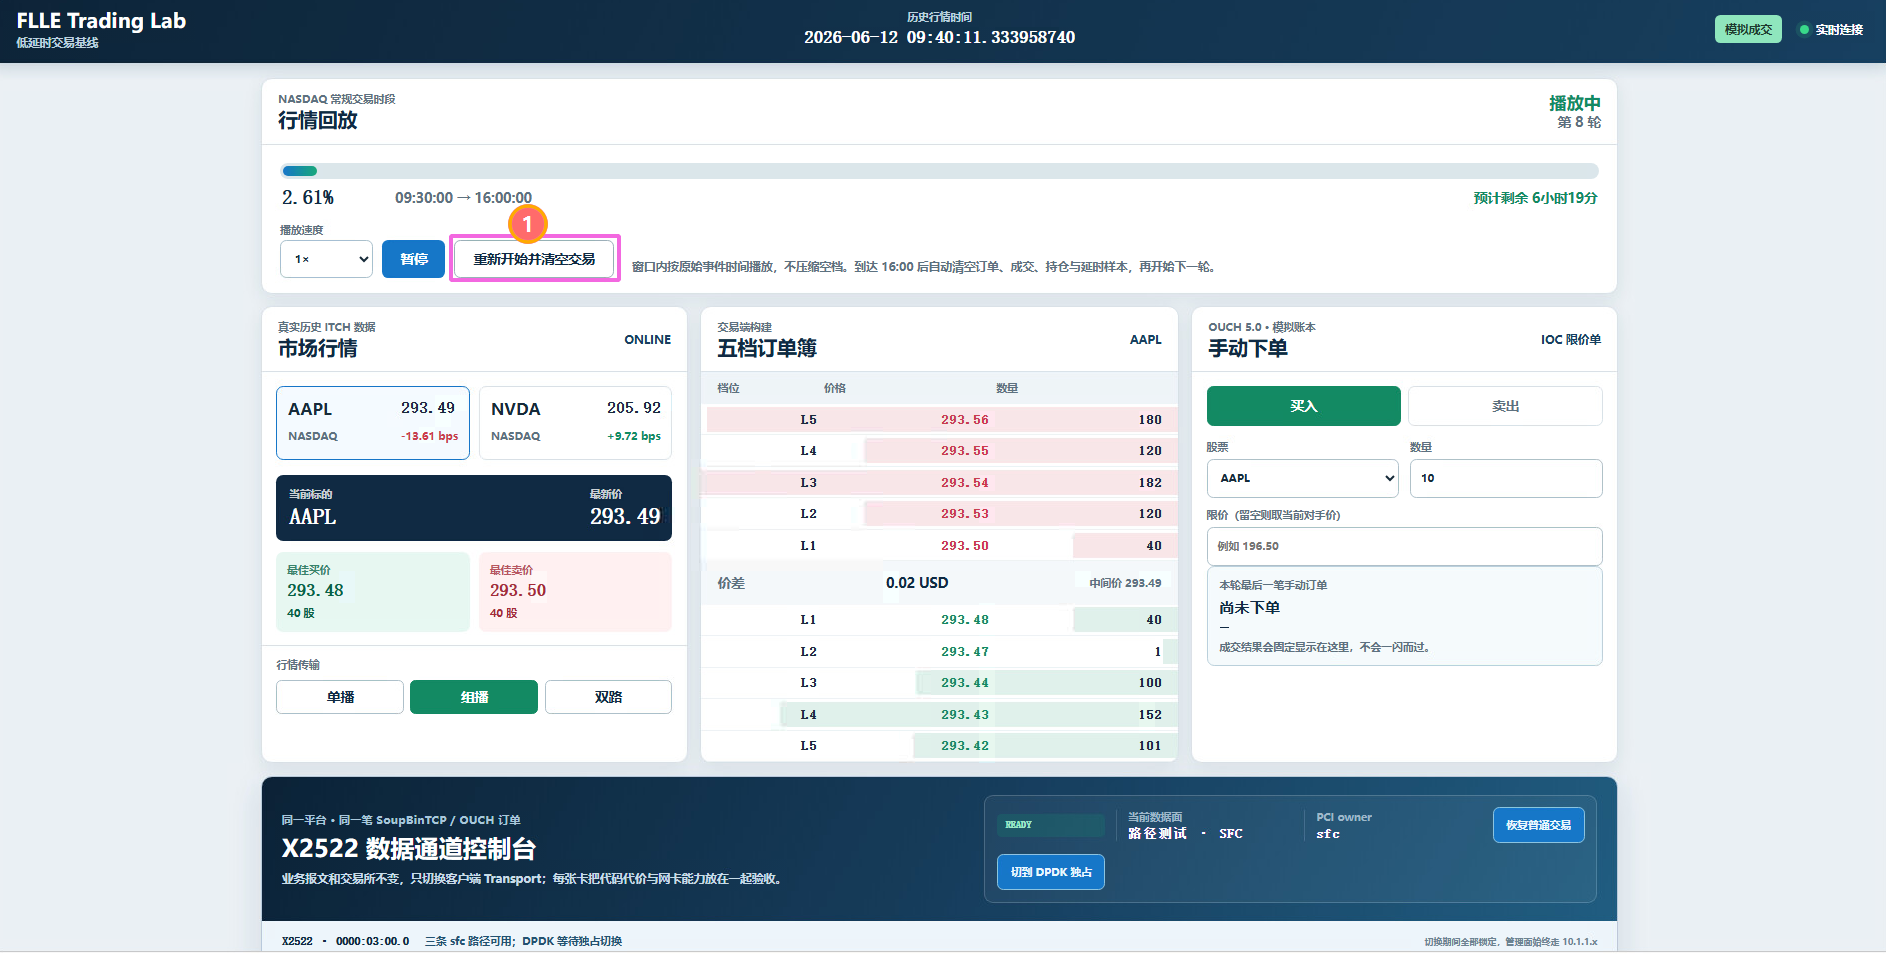 FLLE Trading Lab
低延时交易基线
历史行情时间
2026-06-12 09:40:11.333958740
模拟成交
实时连接
NASDAQ 常规交易时段
行情回放
播放中
第 8 轮
2.61%
09:30:00 → 16:00:00
预计剩余 6小时19分
1
播放速度
1×
暂停
重新开始并清空交易
窗口内按原始事件时间播放，不压缩空档。到达 16:00 后自动清空订单、成交、持仓与延时样本，再开始下一轮。
真实历史 ITCH 数据
市场行情
ONLINE
AAPL 293.49
NASDAQ -13.61 bps
NVDA 205.92
NASDAQ +9.72 bps
当前标的 最新价
AAPL 293.49
最佳买价
293.48
40 股
最佳卖价
293.50
40 股
行情传输
单播 组播 双路
交易端构建
五档订单簿
AAPL
档位 价格 数量
L5 293.56 180
L4 293.55 120
L3 293.54 182
L2 293.53 120
L1 293.50 40
价差 0.02 USD 中间价 293.49
L1 293.48 40
L2 293.47 1
L3 293.44 100
L4 293.43 152
L5 293.42 101
OUCH 5.0 • 模拟账本
手动下单
IOC 限价单
买入 卖出
股票 数量
AAPL 10
限价（留空则取当前对手价）
例如 196.50
本轮最后一笔手动订单
尚未下单
—
成交结果会固定显示在这里，不会一闪而过。
同一平台 • 同一笔 SoupBinTCP / OUCH 订单
X2522 数据通道控制台
业务报文和交易所不变，只切换客户端 Transport；每张卡把代码代价与网卡能力放在一起验收。
READY
当前数据面
路径测试 · SFC
PCI owner
sfc
恢复普通交易
切到 DPDK 独占
X2522 · 0000:03:00.0 三条 sfc 路径可用；DPDK 等待独占切换
切换期间全部锁定，管理面始终走 10.1.1.x